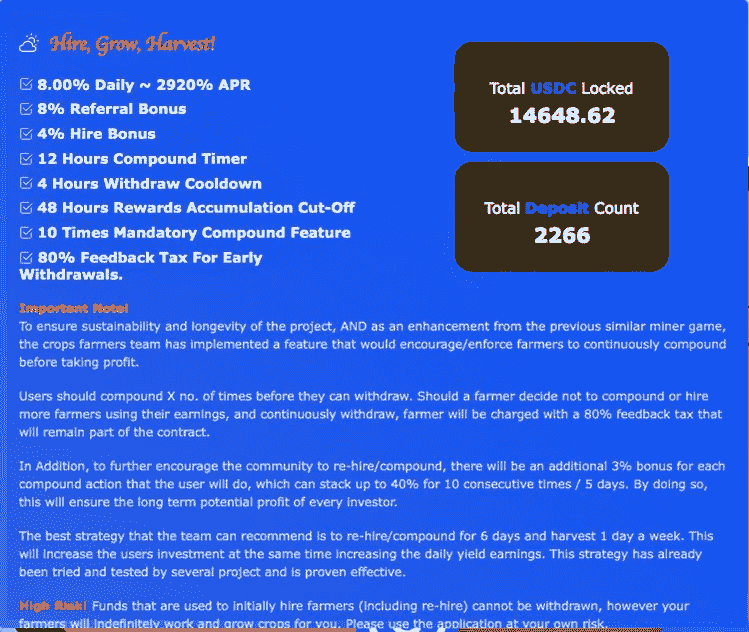 Hire, Grow, Harvest!
8.00% Daily ~ 2920% APR
8% Referral Bonus
4% Hire Bonus
12 Hours Compound Timer
4 Hours Withdraw Cooldown
48 Hours Rewards Accumulation Cut-Off
10 Times Mandatory Compound Feature
80% Feedback Tax For Early
Withdrawals.
Total USDC Locked
14648.62
Total Deposit Count
2266
Important Note!
To ensure sustainability and longevity of the project, AND as an enhancement from the previous similar miner game,
the crops farmers team has implemented a feature that would encourage/enforce farmers to continuously compound
before taking profit.
Users should compound X no. of times before they can withdraw. Should a farmer decide not to compound or hire
more farmers using their earnings, and continuously withdraw, farmer will be charged with a 80% feedback tax that
will remain part of the contract.
In Addition, to further encourage the community to re-hire/compound, there will be an additional 3% bonus for each
compound action that the user will do, which can stack up to 40% for 10 consecutive times / 5 days. By doing so,
this will ensure the long term potential profit of every investor.
The best strategy that the team can recommend is to re-hire/compound for 6 days and harvest 1 day a week. This
will increase the users investment at the same time increasing the daily yield earnings. This strategy has already
been tried and tested by several project and is proven effective.
High Risk! Funds that are used to initially hire farmers (including re-hire) cannot be withdrawn, however your
farmers will indefinitely work and grow crops for you. Please use the application at your own risk.